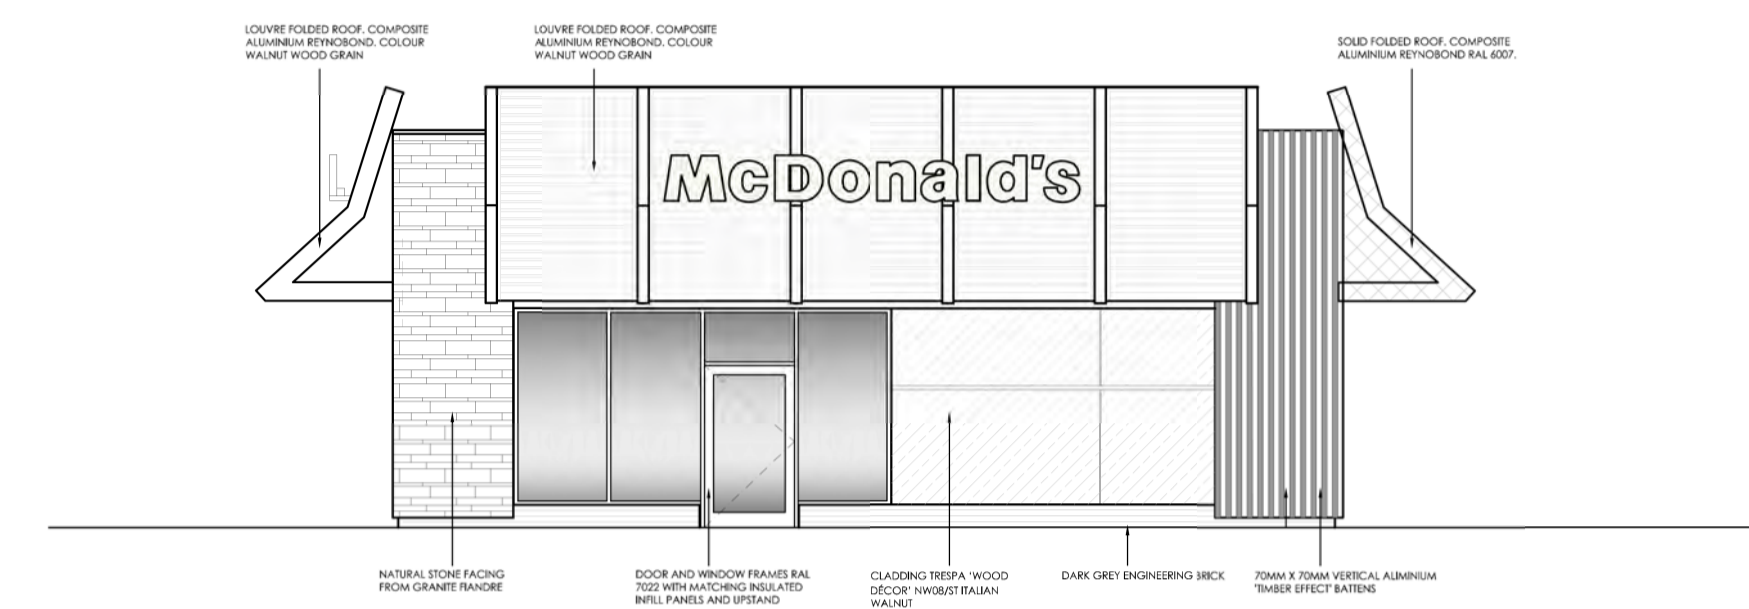 LOUVRE FOLDED ROOF. COMPOSITE
ALUMINIUM REYNOBOND. COLOUR
WALNUT WOOD GRAIN
LOUVRE FOLDED ROOF. COMPOSITE
ALUMINIUM REYNOBOND. COLOUR
WALNUT WOOD GRAIN
SOLID FOLDED ROOF. COMPOSITE
ALUMINIUM REYNOBOND RAL 6007.
McDonald's
NATURAL STONE FACING
FROM GRANITE FIANDRE
DOOR AND WINDOW FRAMES RAL
7022 WITH MATCHING INSULATED
INFILL PANELS AND UPSTAND
CLADDING TRESPA 'WOOD
DÉCOR' NW08/ST ITALIAN
WALNUT
DARK GREY ENGINEERING BRICK
70MM X 70MM VERTICAL ALIMINIUM
'TIMBER EFFECT' BATTENS